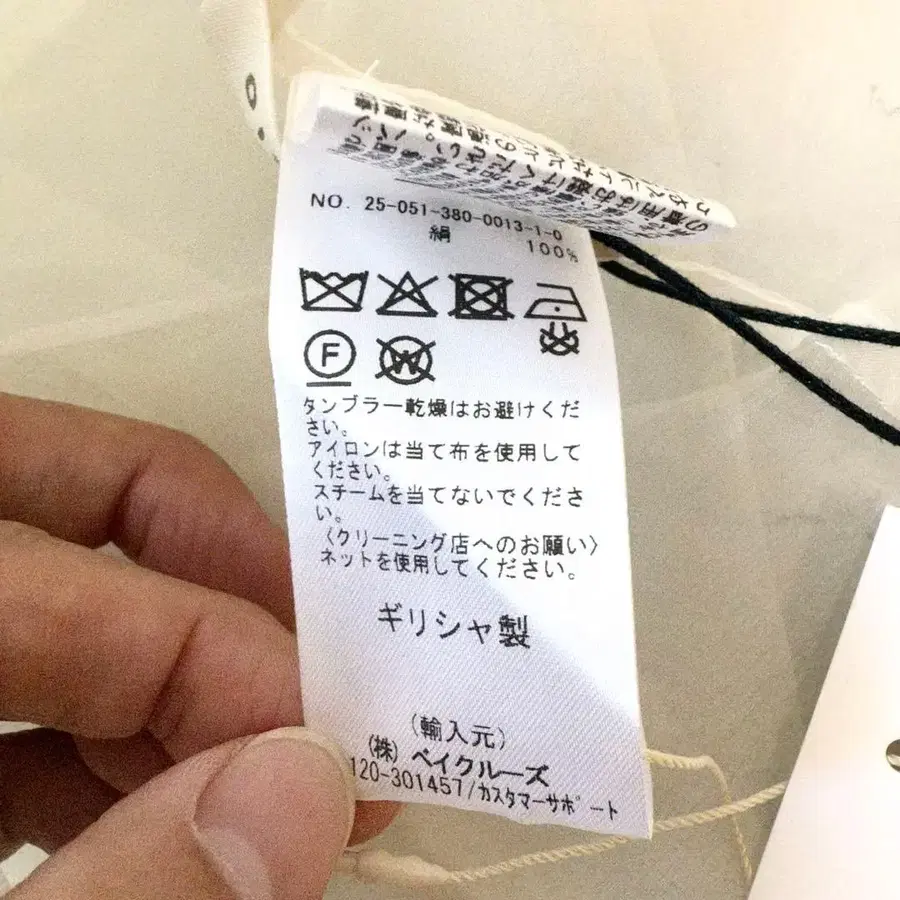 NO. 25-051-380-0013-1-0
絹 100%
F
W
タンブラー乾燥はお避けくだ
さい。
アイロンは当て布を使用して
ください。
スチームを当てないでくださ
い。
〈クリーニング店へのお願い〉
ネットを使用してください。
ギリシャ製
(輸入元)
(株) ベイクルーズ
120-301457/カスタマーサポート